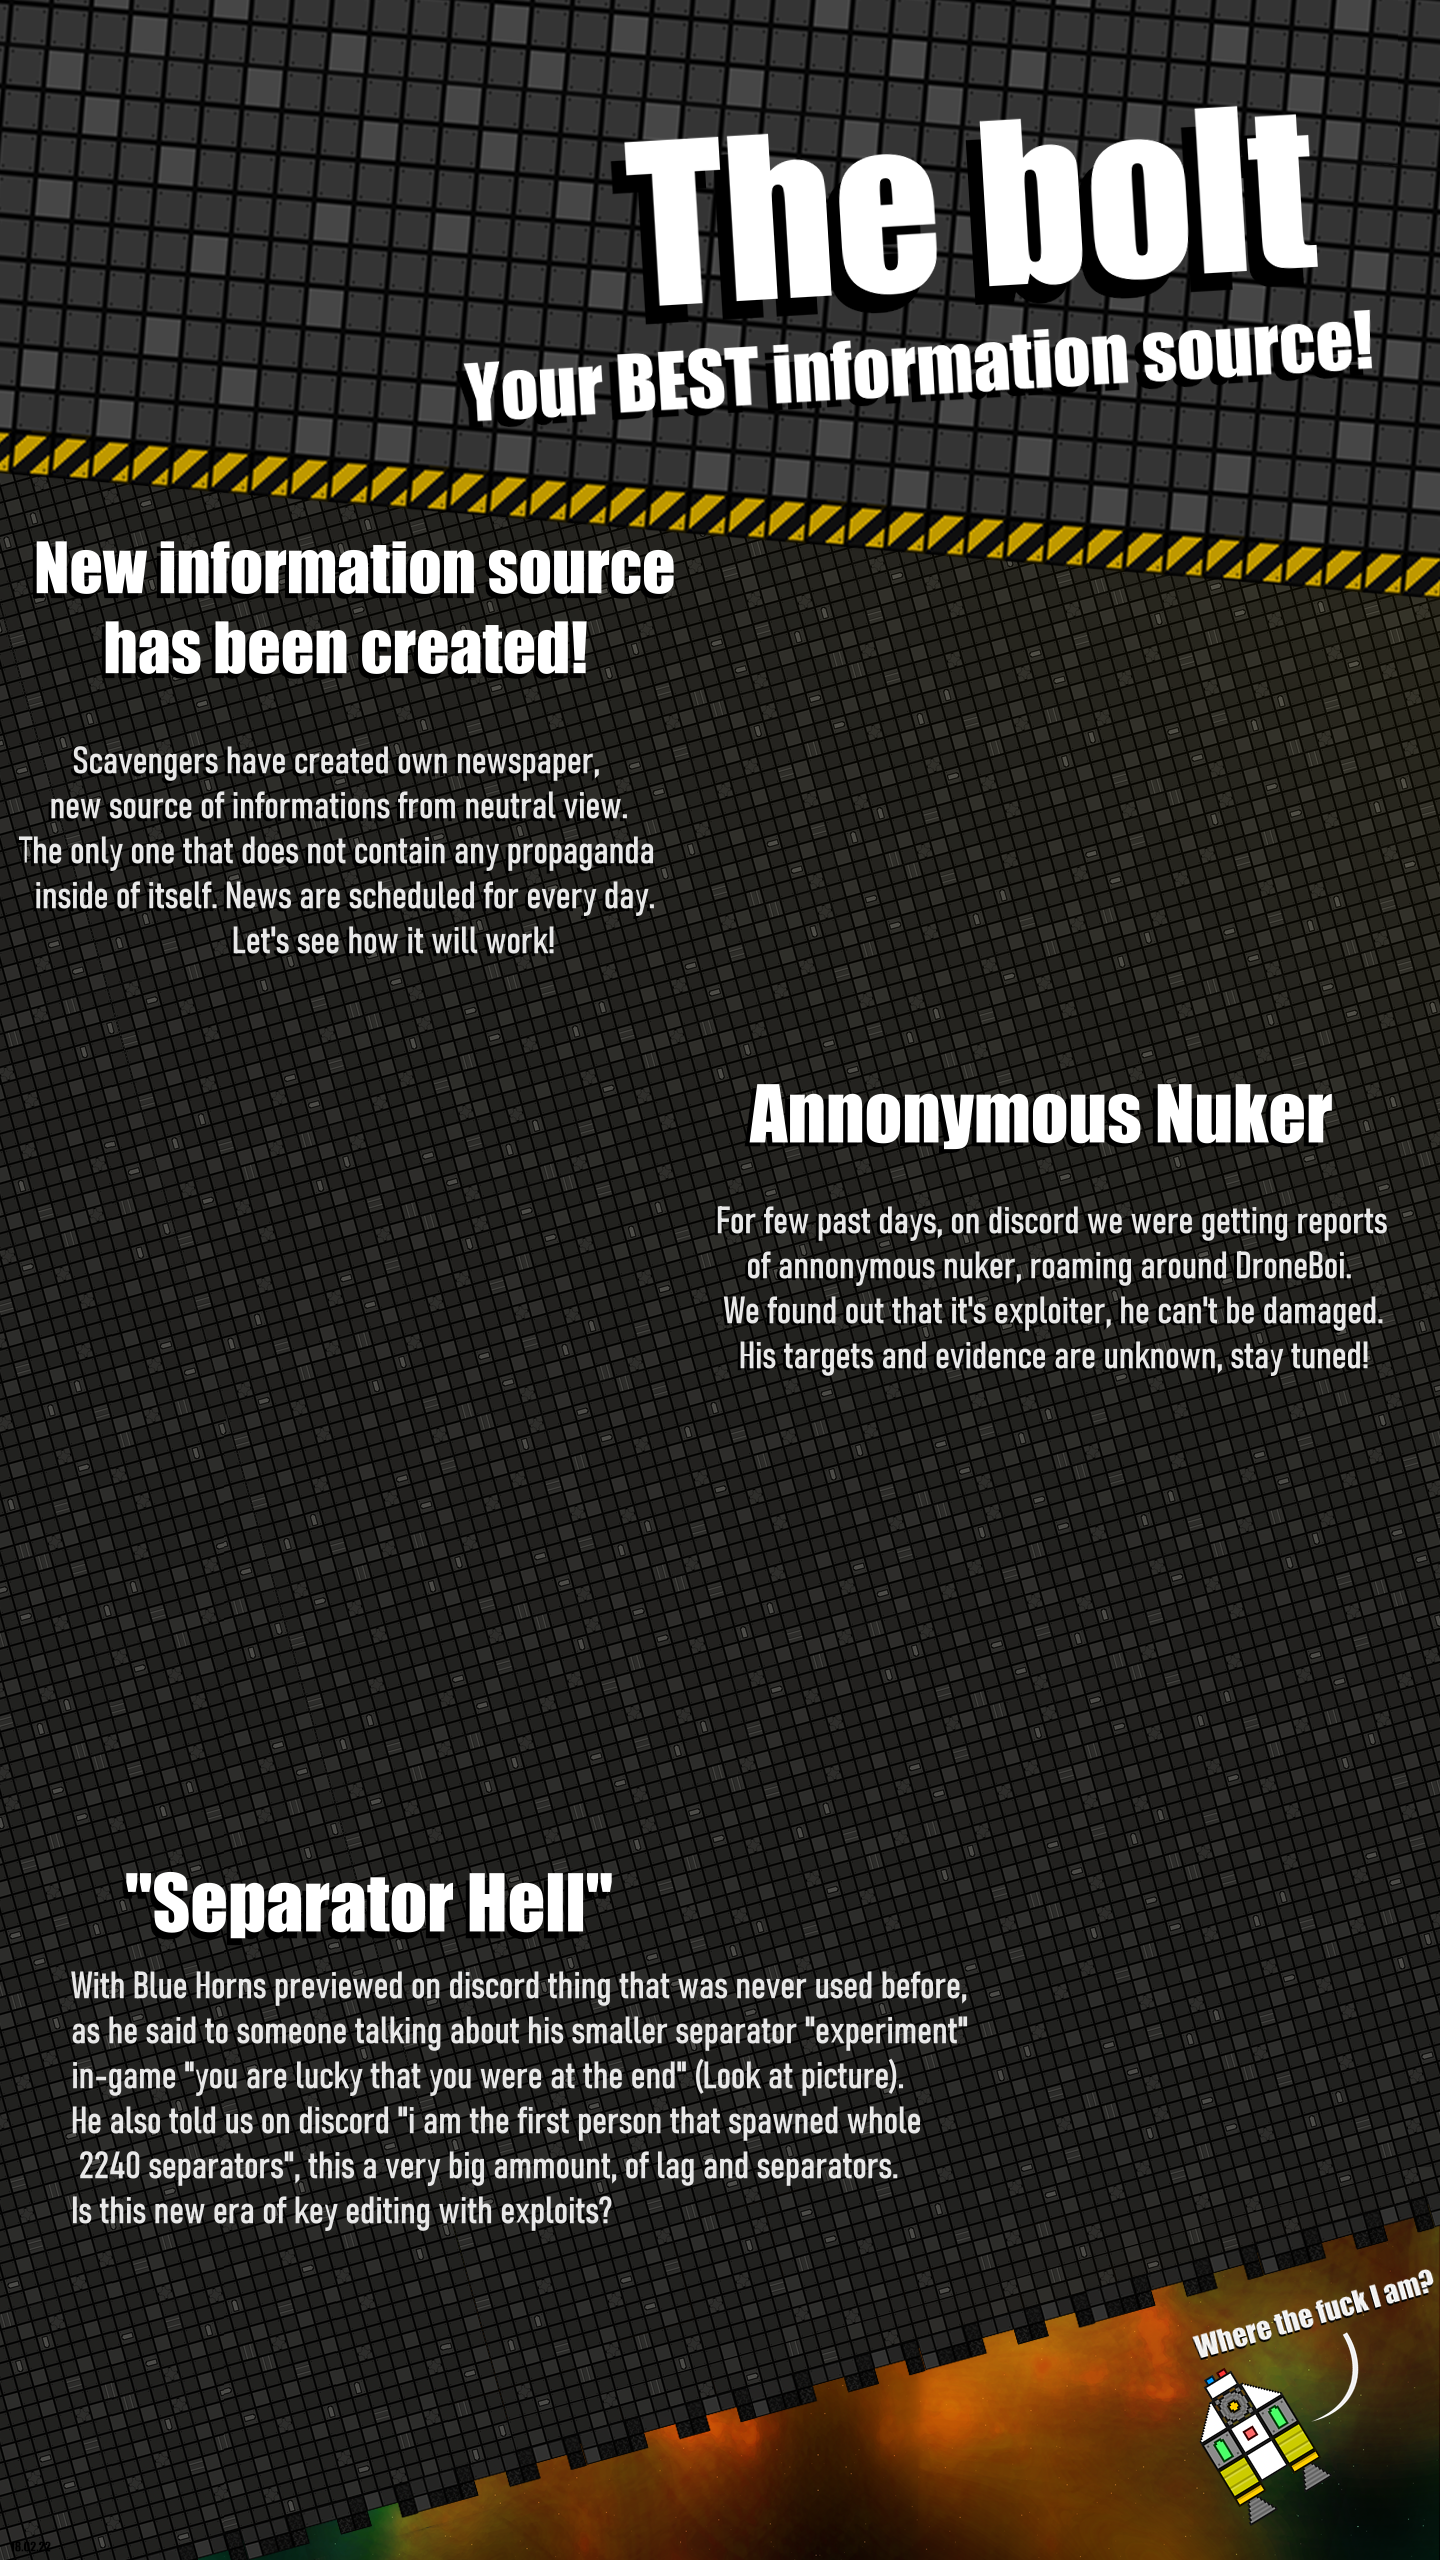 The bolt
Your BEST information source!
New information source
has been created!
Scavengers have created own newspaper,
new source of informations from neutral view.
The only one that does not contain any propaganda
inside of itself. News are scheduled for every day.
Let's see how it will work!
Annonymous Nuker
For few past days, on discord we were getting reports
of annonymous nuker, roaming around DroneBoi.
We found out that it's exploiter, he can't be damaged.
His targets and evidence are unknown, stay tuned!
"Separator Hell"
With Blue Horns previewed on discord thing that was never used before,
as he said to someone talking about his smaller separator "experiment"
in-game "you are lucky that you were at the end" (Look at picture).
He also told us on discord "i am the first person that spawned whole
2240 separators", this a very big ammount, of lag and separators.
Is this new era of key editing with exploits?
Where the fuck I am?